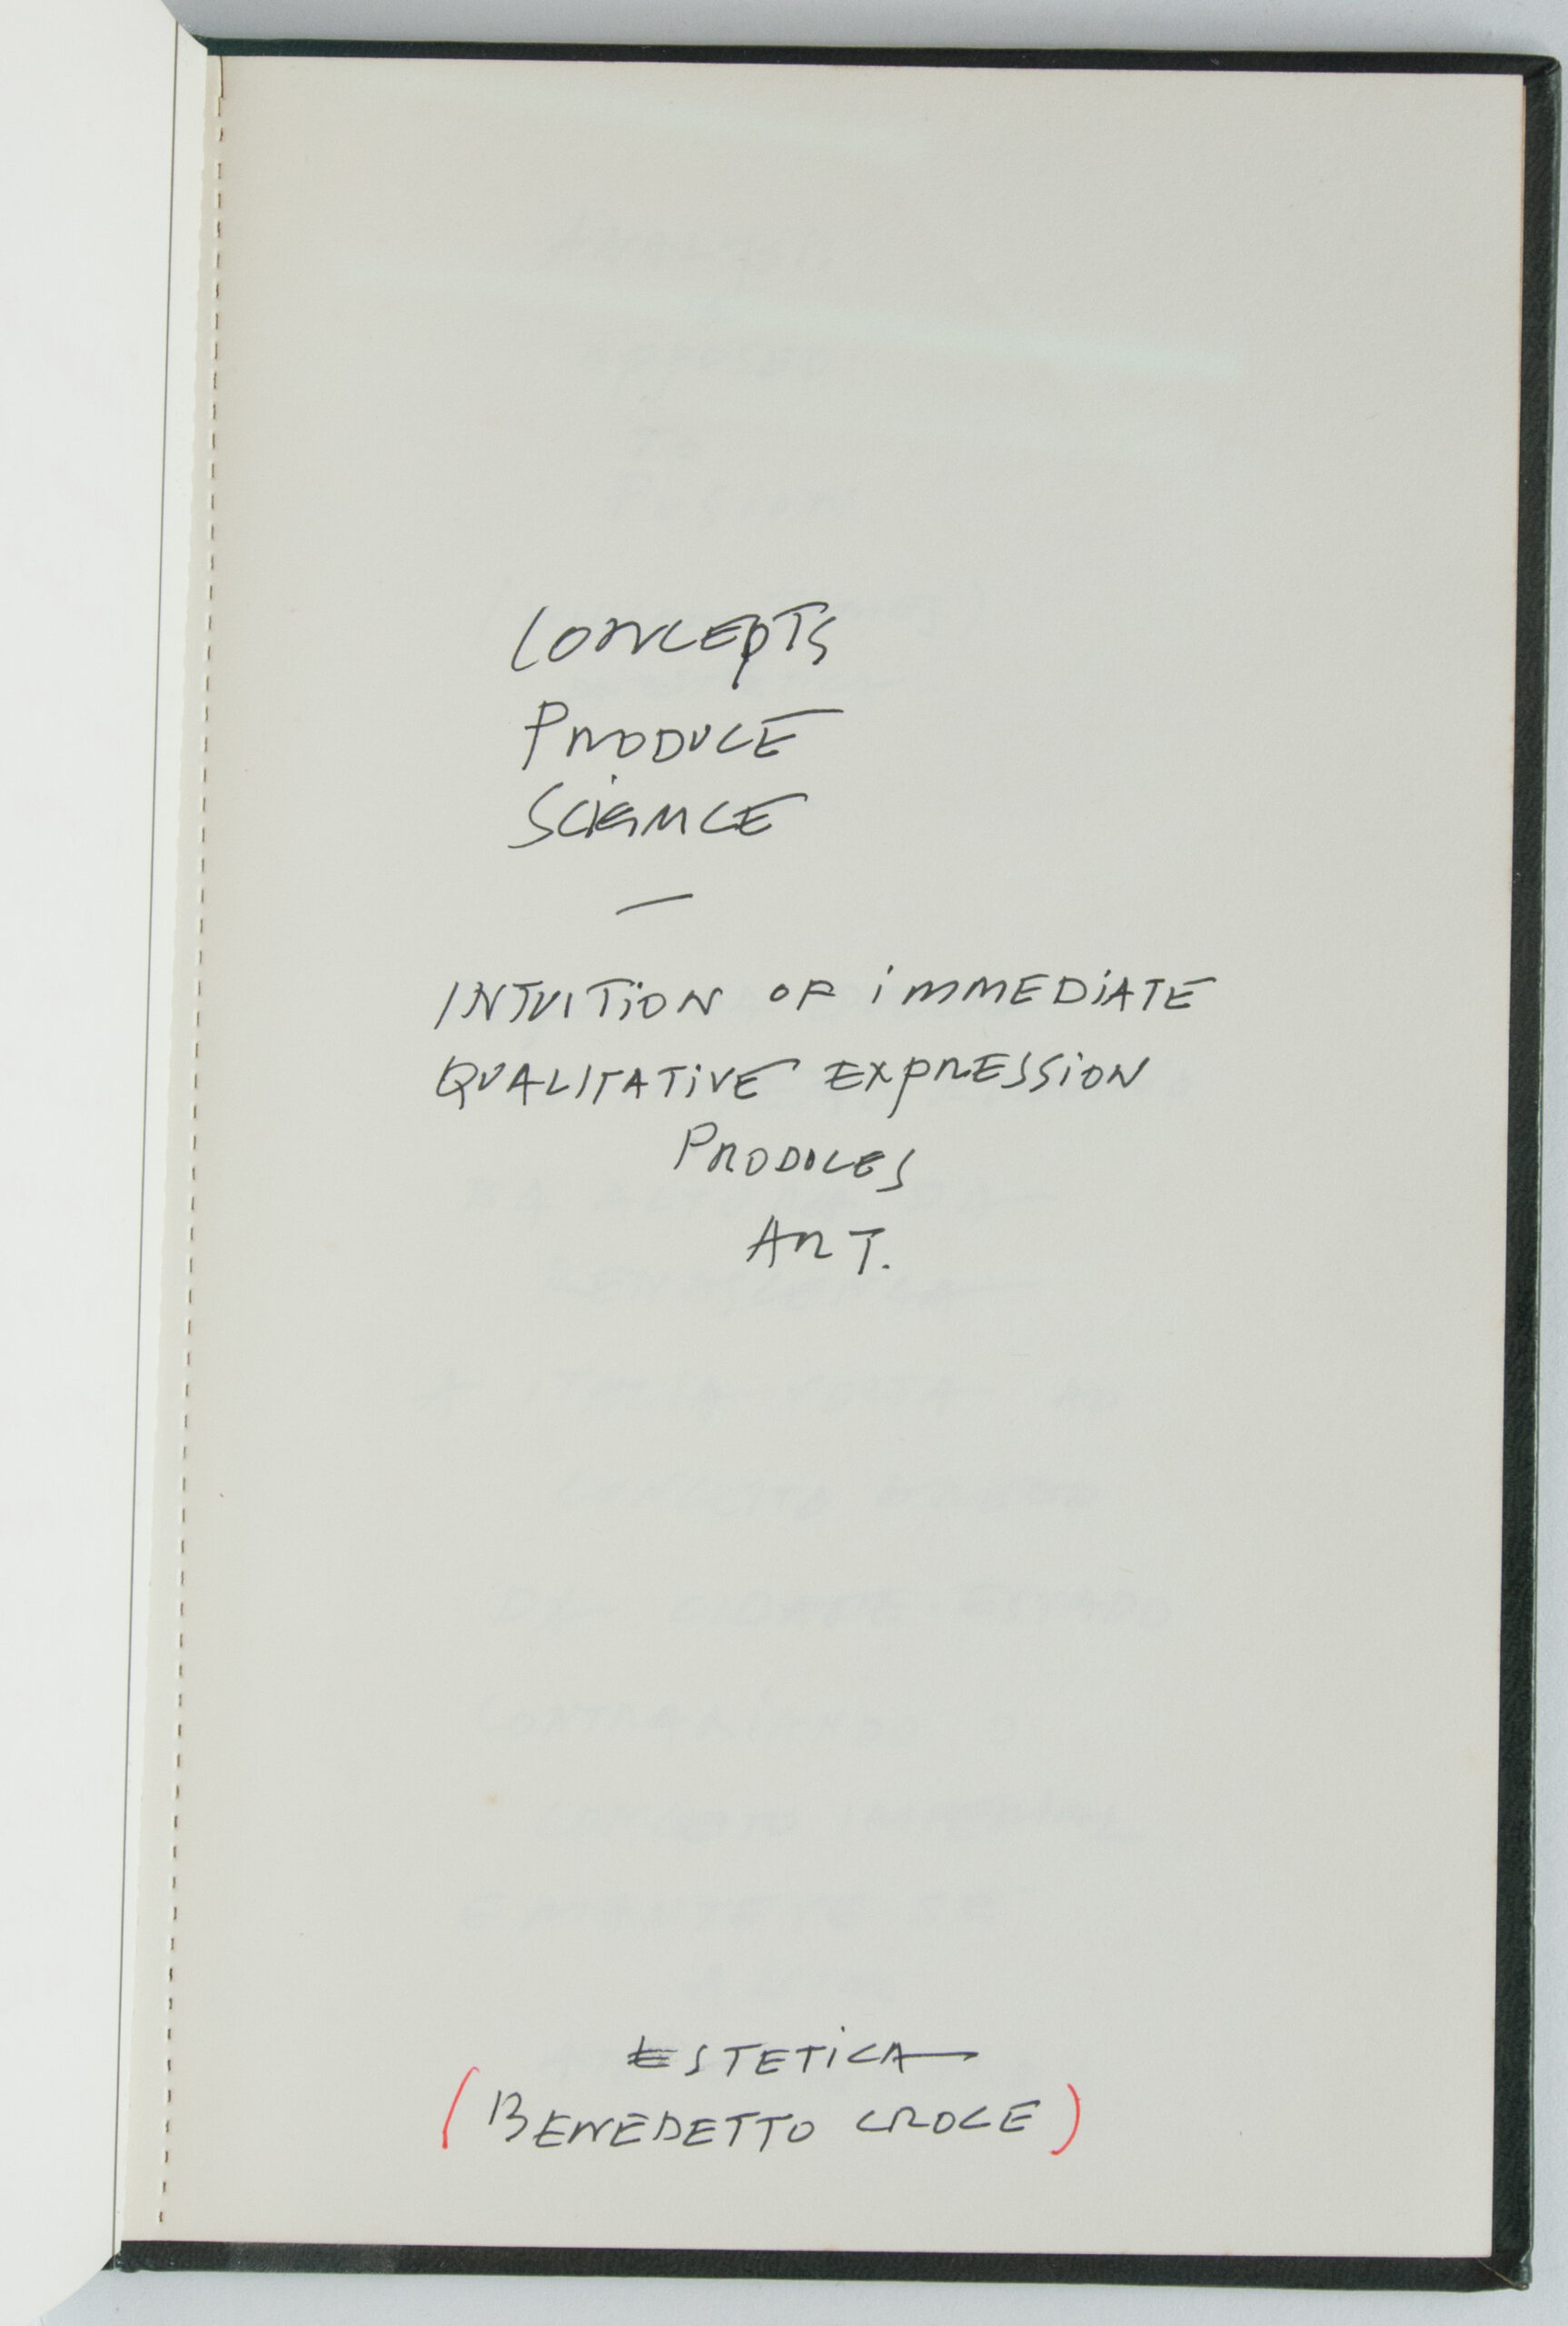 CONCEPTS
PRODUCE
SCIENCE
—
INTUITION OF IMMEDIATE
QUALITATIVE EXPRESSION
PRODUCES
ART.
ESTETICA
(BENEDETTO CROCE)